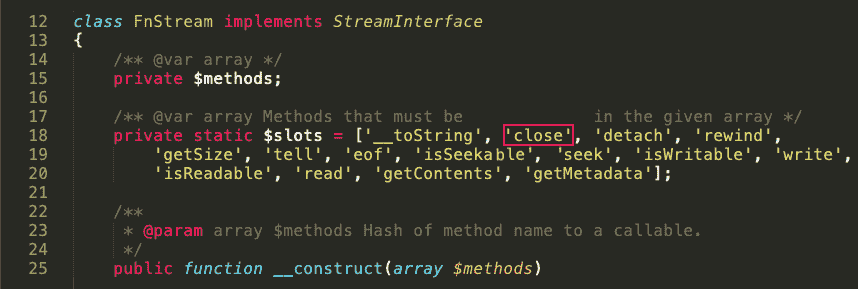 12 class FnStream implements StreamInterface
13 {
14 /** @var array */
15 private $methods;
16
17 /** @var array Methods that must be in the given array */
18 private static $slots = ['__toString', 'close', 'detach', 'rewind',
19 'getSize', 'tell', 'eof', 'isSeekable', 'seek', 'isWritable', 'write',
20 'isReadable', 'read', 'getContents', 'getMetadata'];
21
22 /**
23 * @param array $methods Hash of method name to a callable.
24 */
25 public function __construct(array $methods)